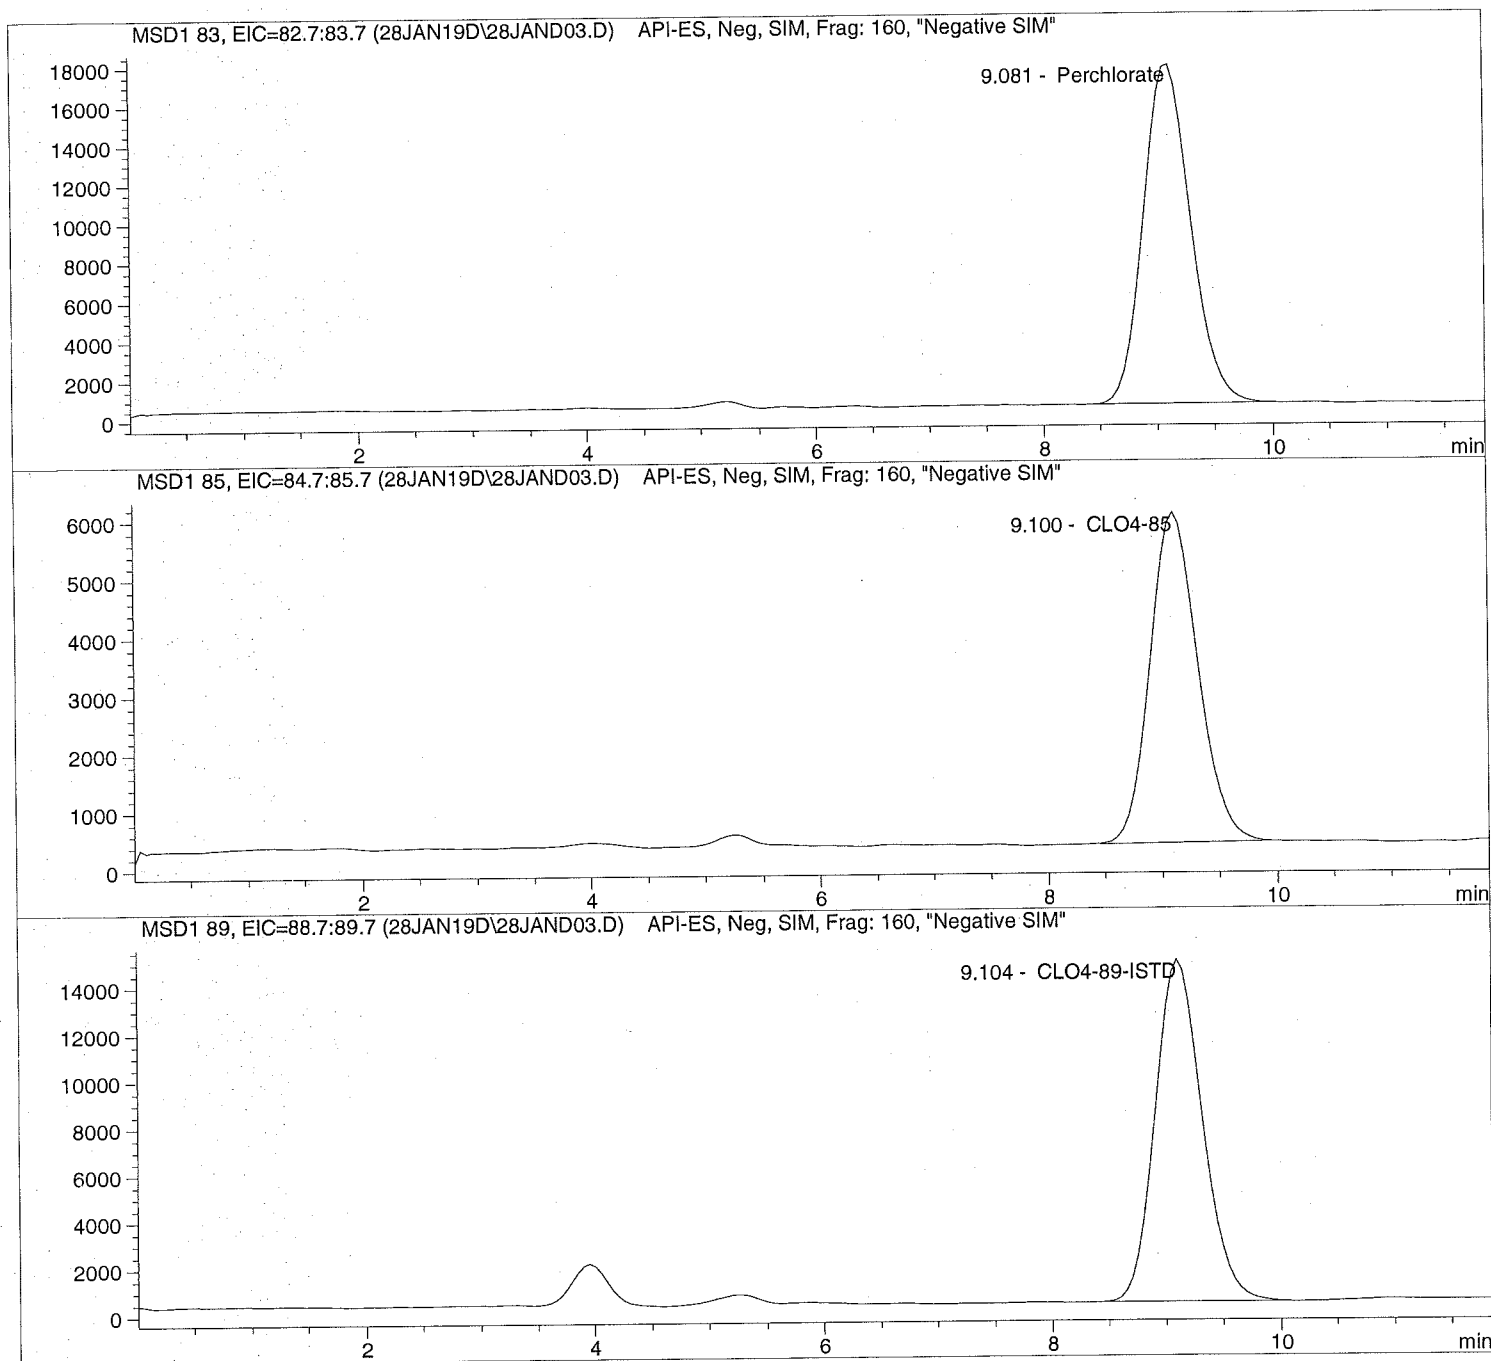 MSD1 83, EIC=82.7:83.7 (28JAN19D\28JAND03.D) API-ES, Neg, SIM, Frag: 160, "Negative SIM"
18000
9.081 - Perchlorate
16000
14000
12000
10000
8000
6000
4000
2000
0
2 4 6 8 10 min
MSD1 85, EIC=84.7:85.7 (28JAN19D\28JAND03.D) API-ES, Neg, SIM, Frag: 160, "Negative SIM"
6000
9.100 - CLO4-85
5000
4000
3000
2000
1000
0
2 4 6 8 10 min
MSD1 89, EIC=88.7:89.7 (28JAN19D\28JAND03.D) API-ES, Neg, SIM, Frag: 160, "Negative SIM"
9.104 - CLO4-89-ISTD
14000
12000
10000
8000
6000
4000
2000
0
2 4 6 8 10 min